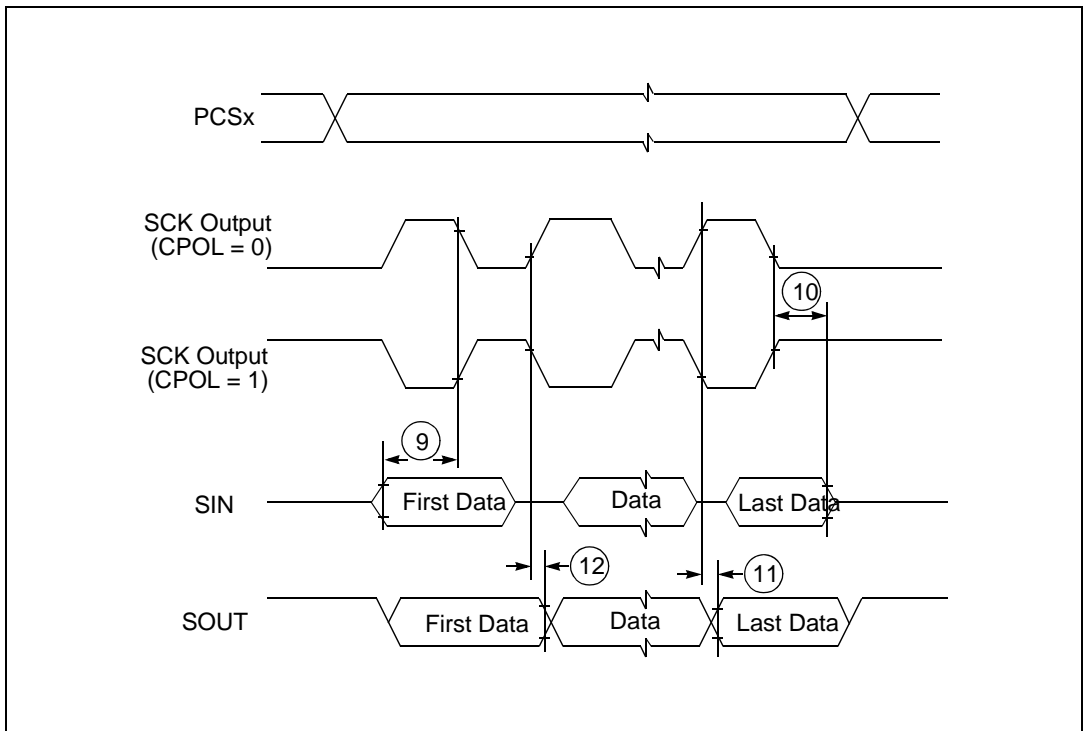 PCSx
SCK Output
(CPOL = 0)
10
SCK Output
(CPOL = 1)
9
SIN
First Data
Data
Last Data
12
11
SOUT
First Data
Data
Last Data